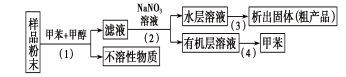 样品粉末
甲苯+甲醇
(1)
滤液
不溶性物质
NaNO₃
溶液
(2)
水层溶液
(3)
析出固体(粗产品)
有机层溶液
(4)
甲苯